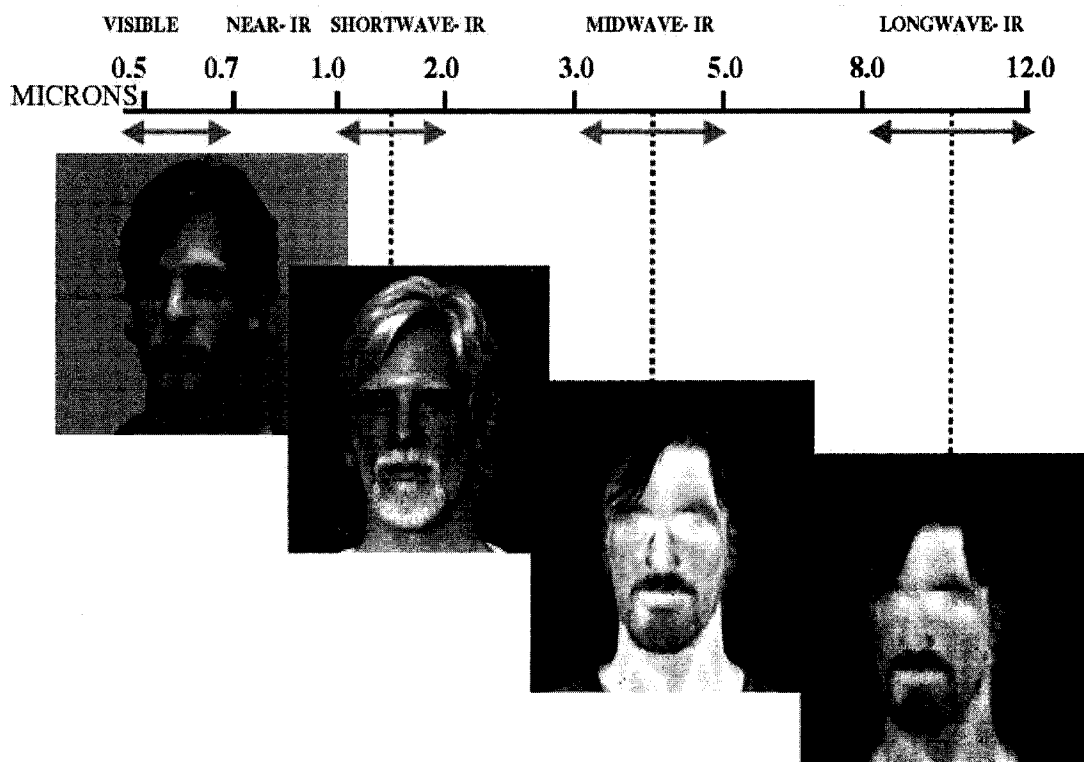 VISIBLE NEAR- IR SHORTWAVE- IR MIDWAVE- IR LONGWAVE- IR
0.5 0.7 1.0 2.0 3.0 5.0 8.0 12.0
MICRONS